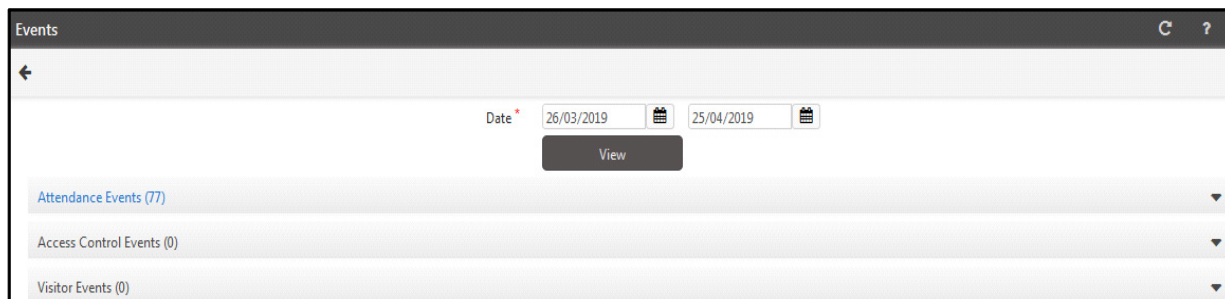 Events
?
Date * 26/03/2019 25/04/2019
View
Attendance Events (77)
Access Control Events (0)
Visitor Events (0)